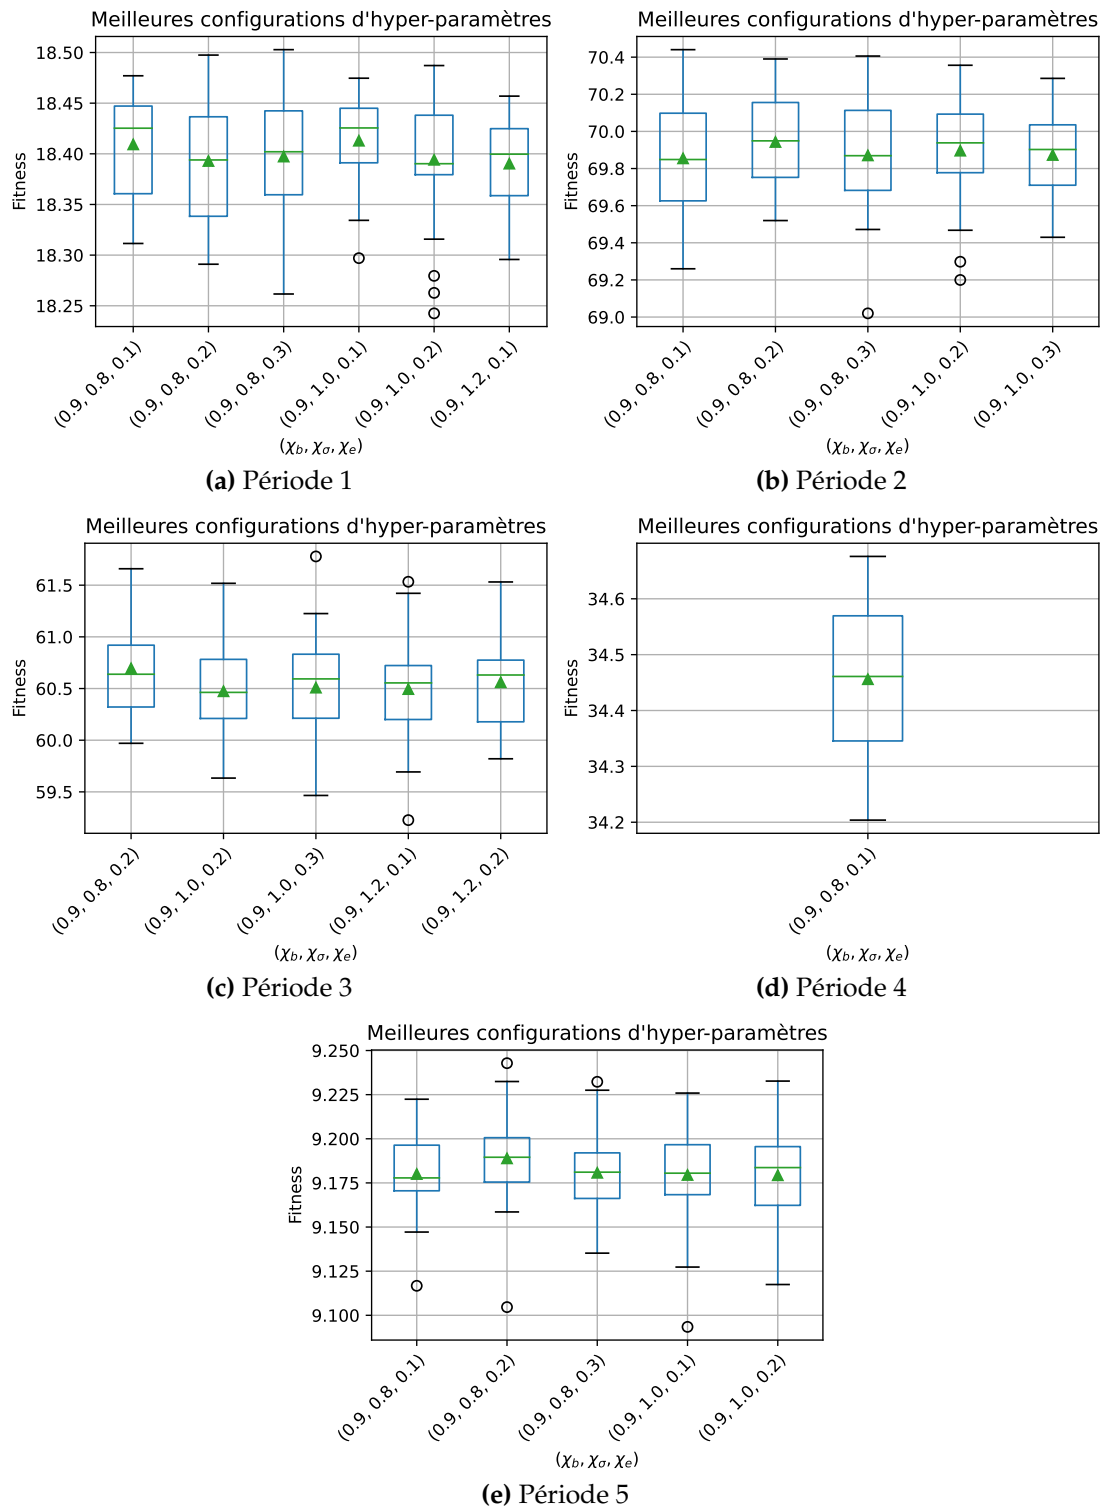 Meilleures configurations d'hyper-paramètres
18.50
18.45
18.40
18.35
18.30
18.25
Fitness
(0.9, 0.8, 0.1)
(0.9, 0.8, 0.2)
(0.9, 0.8, 0.3)
(0.9, 1.0, 0.1)
(0.9, 1.0, 0.2)
(0.9, 1.2, 0.1)
(χb, χσ, χe)
(a) Période 1
Meilleures configurations d'hyper-paramètres
70.4
70.2
70.0
69.8
69.6
69.4
69.2
69.0
Fitness
(0.9, 0.8, 0.1)
(0.9, 0.8, 0.2)
(0.9, 0.8, 0.3)
(0.9, 1.0, 0.2)
(0.9, 1.0, 0.3)
(χb, χσ, χe)
(b) Période 2
Meilleures configurations d'hyper-paramètres
61.5
61.0
60.5
60.0
59.5
Fitness
(0.9, 0.8, 0.2)
(0.9, 1.0, 0.2)
(0.9, 1.0, 0.3)
(0.9, 1.2, 0.1)
(0.9, 1.2, 0.2)
(χb, χσ, χe)
(c) Période 3
Meilleures configurations d'hyper-paramètres
34.6
34.5
34.4
34.3
34.2
Fitness
(0.9, 0.8, 0.1)
(χb, χσ, χe)
(d) Période 4
Meilleures configurations d'hyper-paramètres
9.250
9.225
9.200
9.175
9.150
9.125
9.100
Fitness
(0.9, 0.8, 0.1)
(0.9, 0.8, 0.2)
(0.9, 0.8, 0.3)
(0.9, 1.0, 0.1)
(0.9, 1.0, 0.2)
(χb, χσ, χe)
(e) Période 5